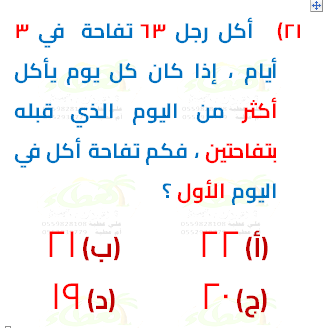 ٢١) أكل رجل ٦٣ تفاحة في ٣
أيام ، إذا كان كل يوم يأكل
أكثر من اليوم الذي قبله
بتفاحتين ، فكم تفاحة أكل في
اليوم الأول ؟
(أ) ٢٢ (ب) ٢١
(ج) ٢٠ (د) ١٩